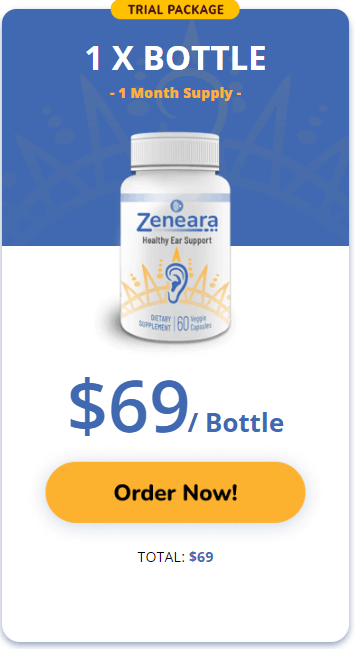 TRIAL PACKAGE
1 X BOTTLE
- 1 Month Supply -
Zeneara
Healthy Ear Support
DIETARY SUPPLEMENT
60 Veggie Capsules
$69/ Bottle
Order Now!
TOTAL: $69